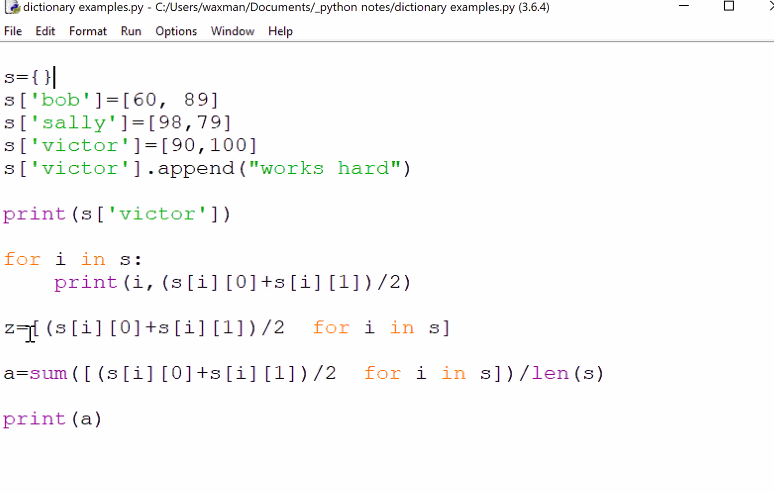 dictionary examples.py - C:/Users/waxman/Documents/_python notes/dictionary examples.py (3.6.4)
File Edit Format Run Options Window Help
s={}
s['bob']=[60, 89]
s['sally']=[98,79]
s['victor']=[90,100]
s['victor'].append("works hard")
print(s['victor'])
for i in s:
    print(i,(s[i][0]+s[i][1])/2)
z=[(s[i][0]+s[i][1])/2  for i in s]
a=sum([(s[i][0]+s[i][1])/2  for i in s])/len(s)
print(a)